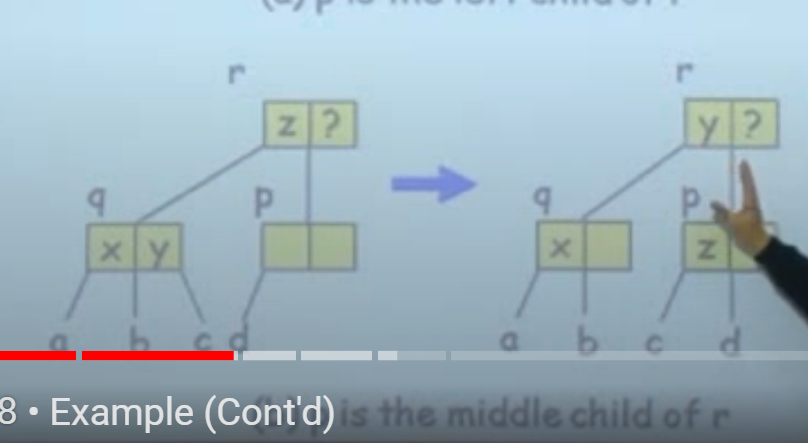 (a) p is the left child of r
r r
z ? y ?
q p q p
x y x z
a b c d a b c d
8 • Example (Cont'd)
p is the middle child of r